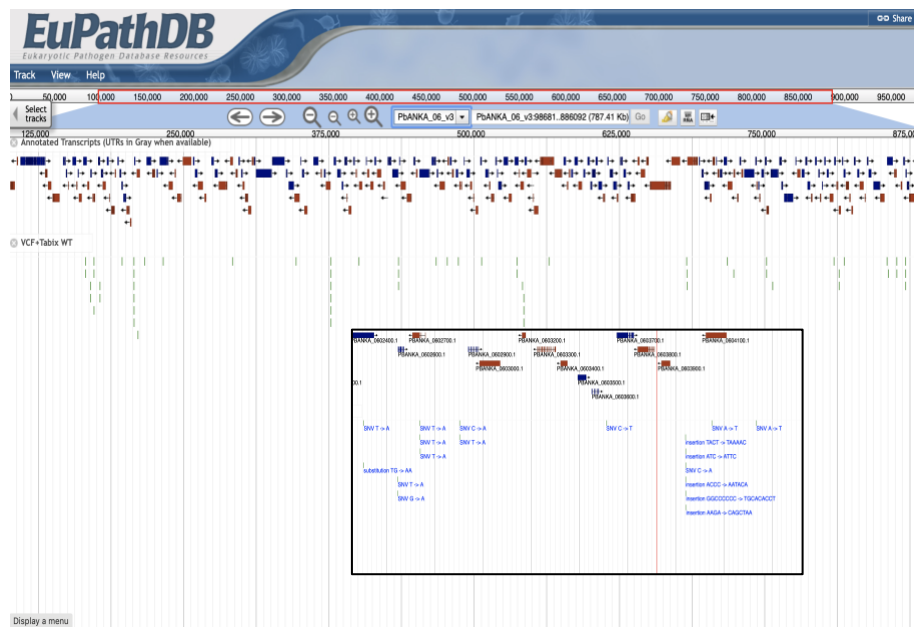 EuPathDB
Eukaryotic Pathogen Database Resources
Share
Track View Help
50,000 100,000 150,000 200,000 250,000 300,000 350,000 400,000 450,000 500,000 550,000 600,000 650,000 700,000 750,000 800,000 850,000 900,000 950,000
Select tracks
PbANKA_06_v3 PbANKA_06_v3:98681..886092 (787.41 Kb) Go
125,000 250,000 375,000 500,000 625,000 750,000 875,0
Annotated Transcripts (UTRs in Gray when available)
VCF+Tabix WT
PBANKA_0602400.1 PBANKA_0602700.1 PBANKA_0603200.1 PBANKA_0603700.1 PBANKA_0604100.1
PBANKA_0602600.1 PBANKA_0602900.1 PBANKA_0603300.1 PBANKA_0603800.1
PBANKA_0603000.1 PBANKA_0603400.1 PBANKA_0603900.1
00.1 PBANKA_0603500.1
PBANKA_0603600.1
SNV T -> A SNV T -> A SNV C -> A SNV C -> T SNV A -> T SNV A -> T
SNV T -> A SNV T -> A insertion TACT -> TAAAAC
SNV T -> A insertion ATC -> ATTC
substitution TG -> AA SNV C -> A
SNV T -> A insertion ACCC -> AATACA
SNV G -> A insertion GGCCCCCC -> TGCACACCT
insertion AAGA -> CAGCTAA
Display a menu